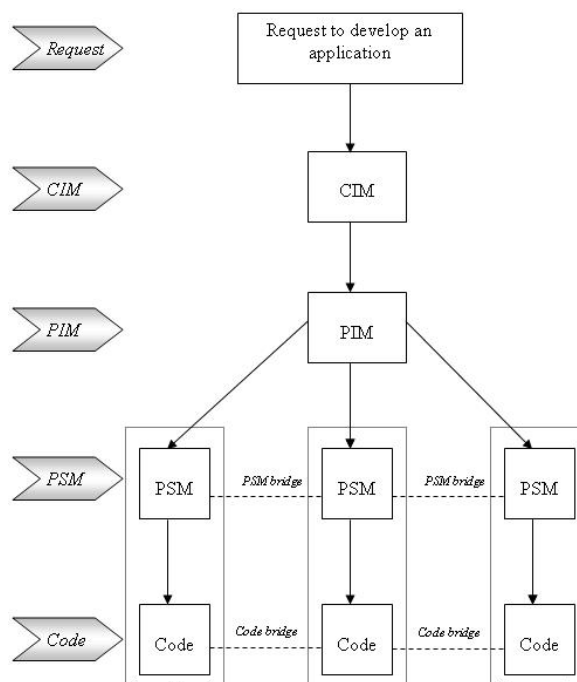 Request
Request to develop an
application
CIM
CIM
PIM
PIM
PSM
PSM
PSM bridge
PSM
PSM bridge
PSM
Code
Code
Code bridge
Code
Code bridge
Code